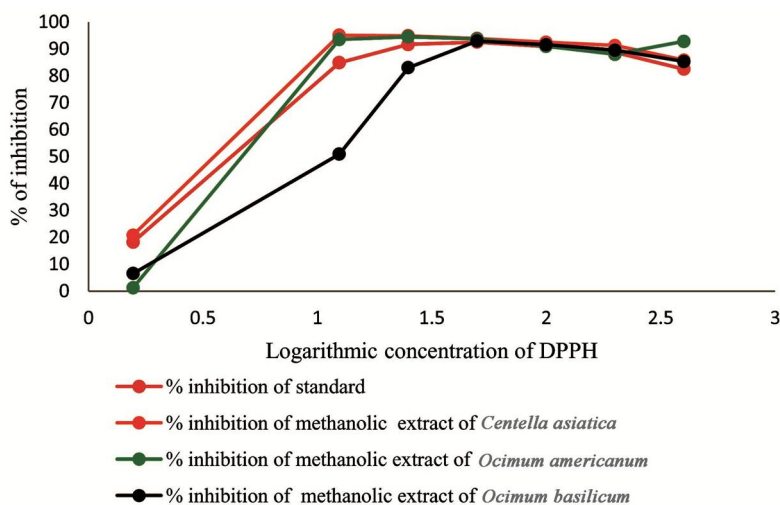 100
90
80
70
60
50
40
30
20
10
0
% of inhibition
0 0.5 1 1.5 2 2.5 3
Logarithmic concentration of DPPH
% inhibition of standard
% inhibition of methanolic extract of Centella asiatica
% inhibition of methanolic extract of Ocimum americanum
% inhibition of methanolic extract of Ocimum basilicum